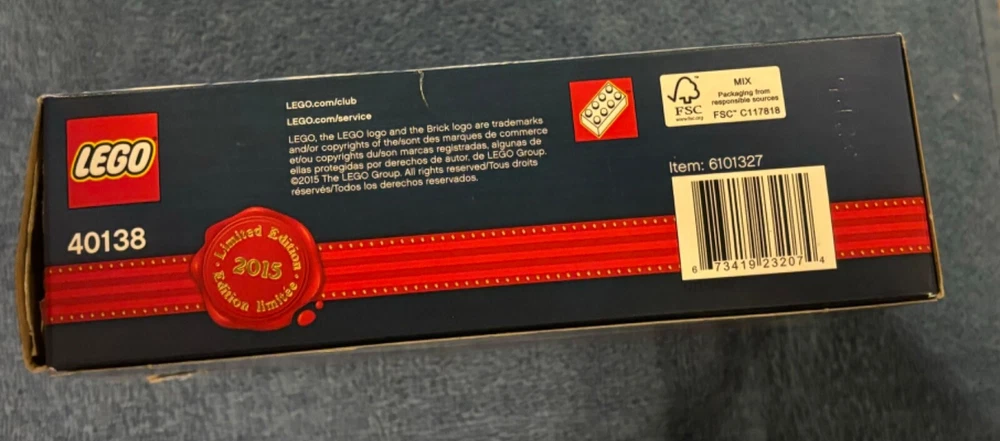 LEGO
40138
LEGO.com/club
LEGO.com/service
LEGO, the LEGO logo and the Brick logo are trademarks
and/or copyrights of the/sont des marques de commerce
et/ou copyrights du/son marcas registradas, algunas de
ellas protegidas por derechos de autor, de LEGO Group.
©2015 The LEGO Group. All rights reserved/Tous droits
réservés/Todos los derechos reservados.
· Limited Edition ·
2015
Edition limitée
FSC
www.fsc.org
MIX
Packaging from
responsible sources
FSC™ C117818
Item: 6101327
6 73419 23207 4